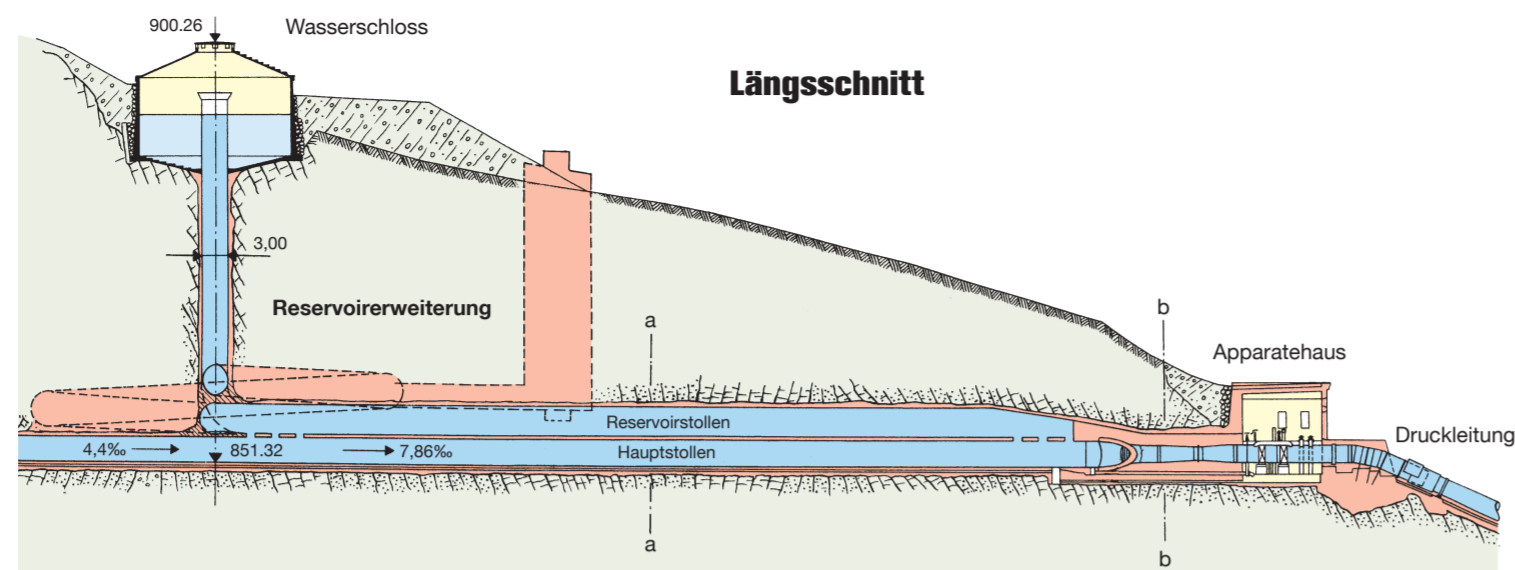 900.26
Wasserschloss
Längsschnitt
3,00
Reservoirerweiterung
a
b
Apparatehaus
Reservoirstollen
Druckleitung
4,4‰
851.32
7,86‰
Hauptstollen
a
b